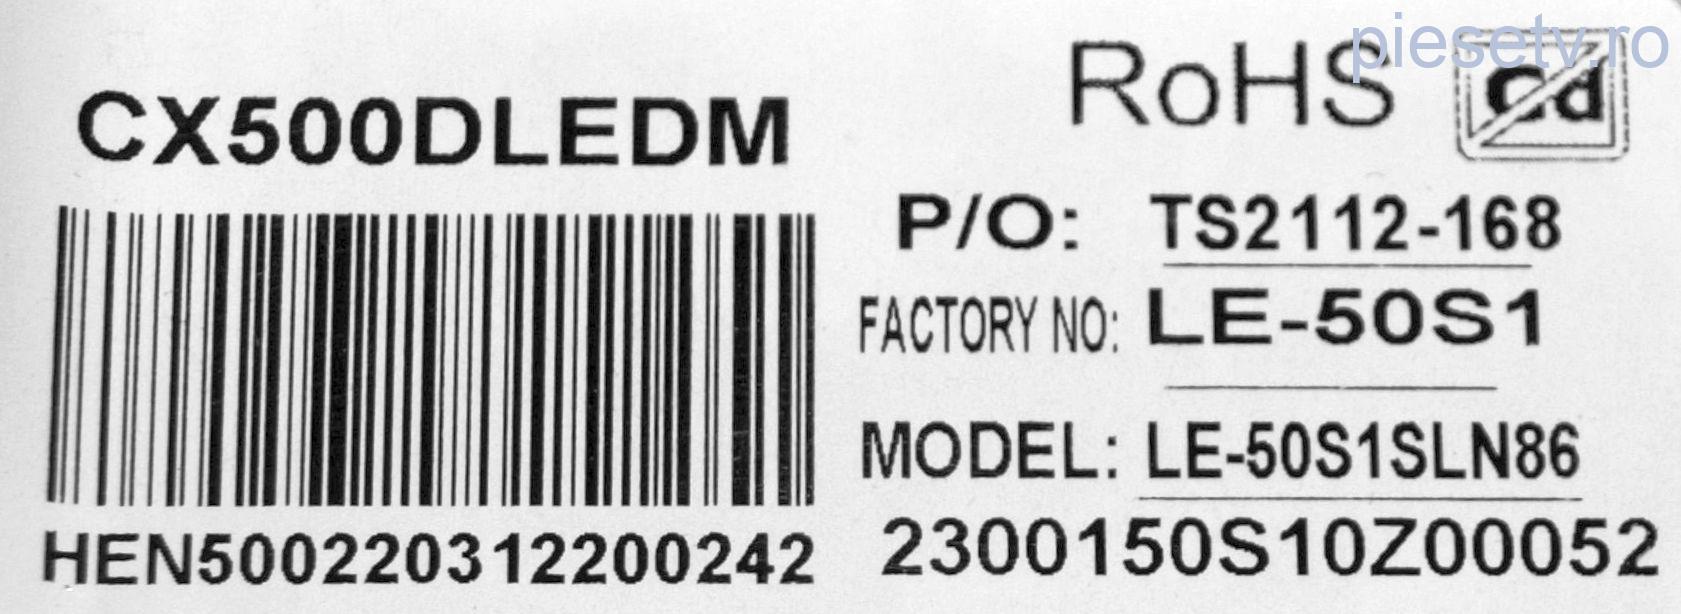 piesetv.ro
RoHS Cd
CX500DLEDM
P/O: TS2112-168
FACTORY NO: LE-50S1
MODEL: LE-50S1SLN86
HEN500220312200242
2300150S10Z00052